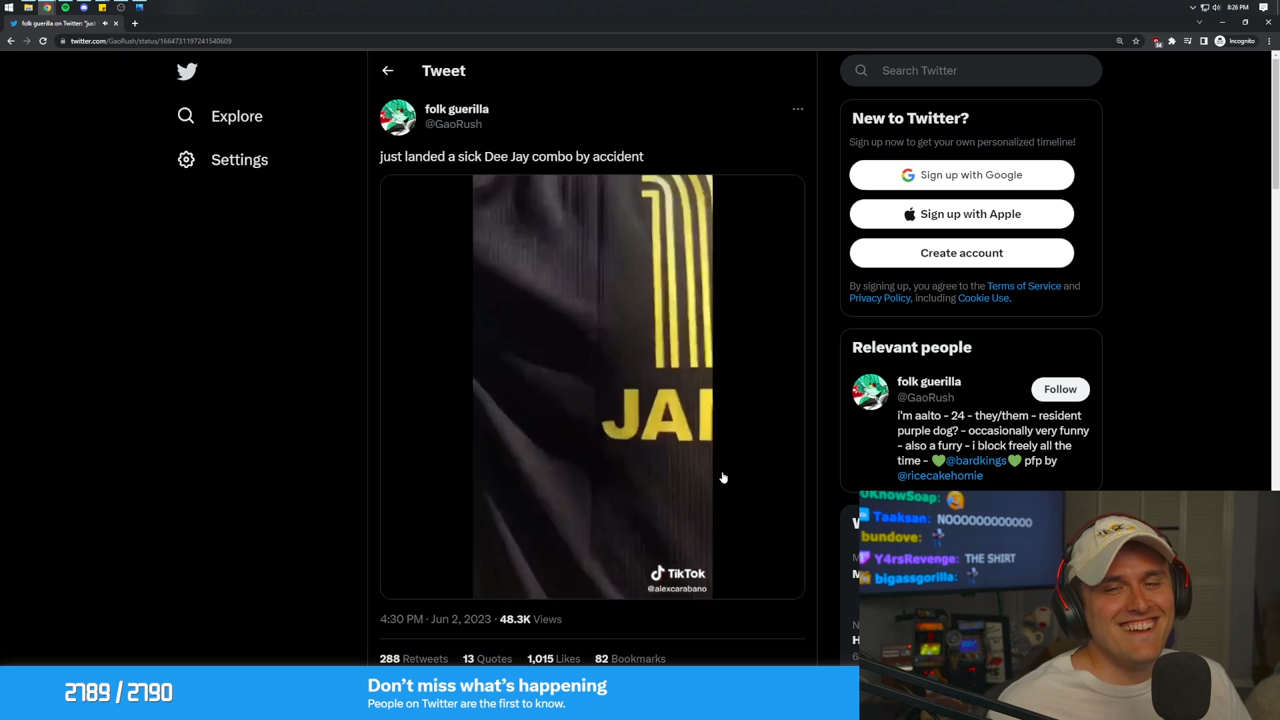 8:26 PM
folk guerilla on Twitter: "just
twitter.com/GaoRush/status/1664731197241540609
Incognito
Tweet
Search Twitter
Explore
Settings
folk guerilla
@GaoRush
just landed a sick Dee Jay combo by accident
JAM
TikTok
@alexcarabano
4:30 PM · Jun 2, 2023 · 48.3K Views
288 Retweets 13 Quotes 1,015 Likes 82 Bookmarks
New to Twitter?
Sign up now to get your own personalized timeline!
Sign up with Google
Sign up with Apple
Create account
By signing up, you agree to the Terms of Service and
Privacy Policy, including Cookie Use.
Relevant people
folk guerilla
@GaoRush
Follow
i'm aalto - 24 - they/them - resident
purple dog? - occasionally very funny
- also a furry - i block freely all the
time - @bardkings pfp by
@ricecakehomie
UKnowSoap:
Taaksan: NOOOOOOOOOOO
bundove:
Y4rsRevenge: THE SHIRT
bigassgorilla:
2789 / 2790
Don't miss what's happening
People on Twitter are the first to know.